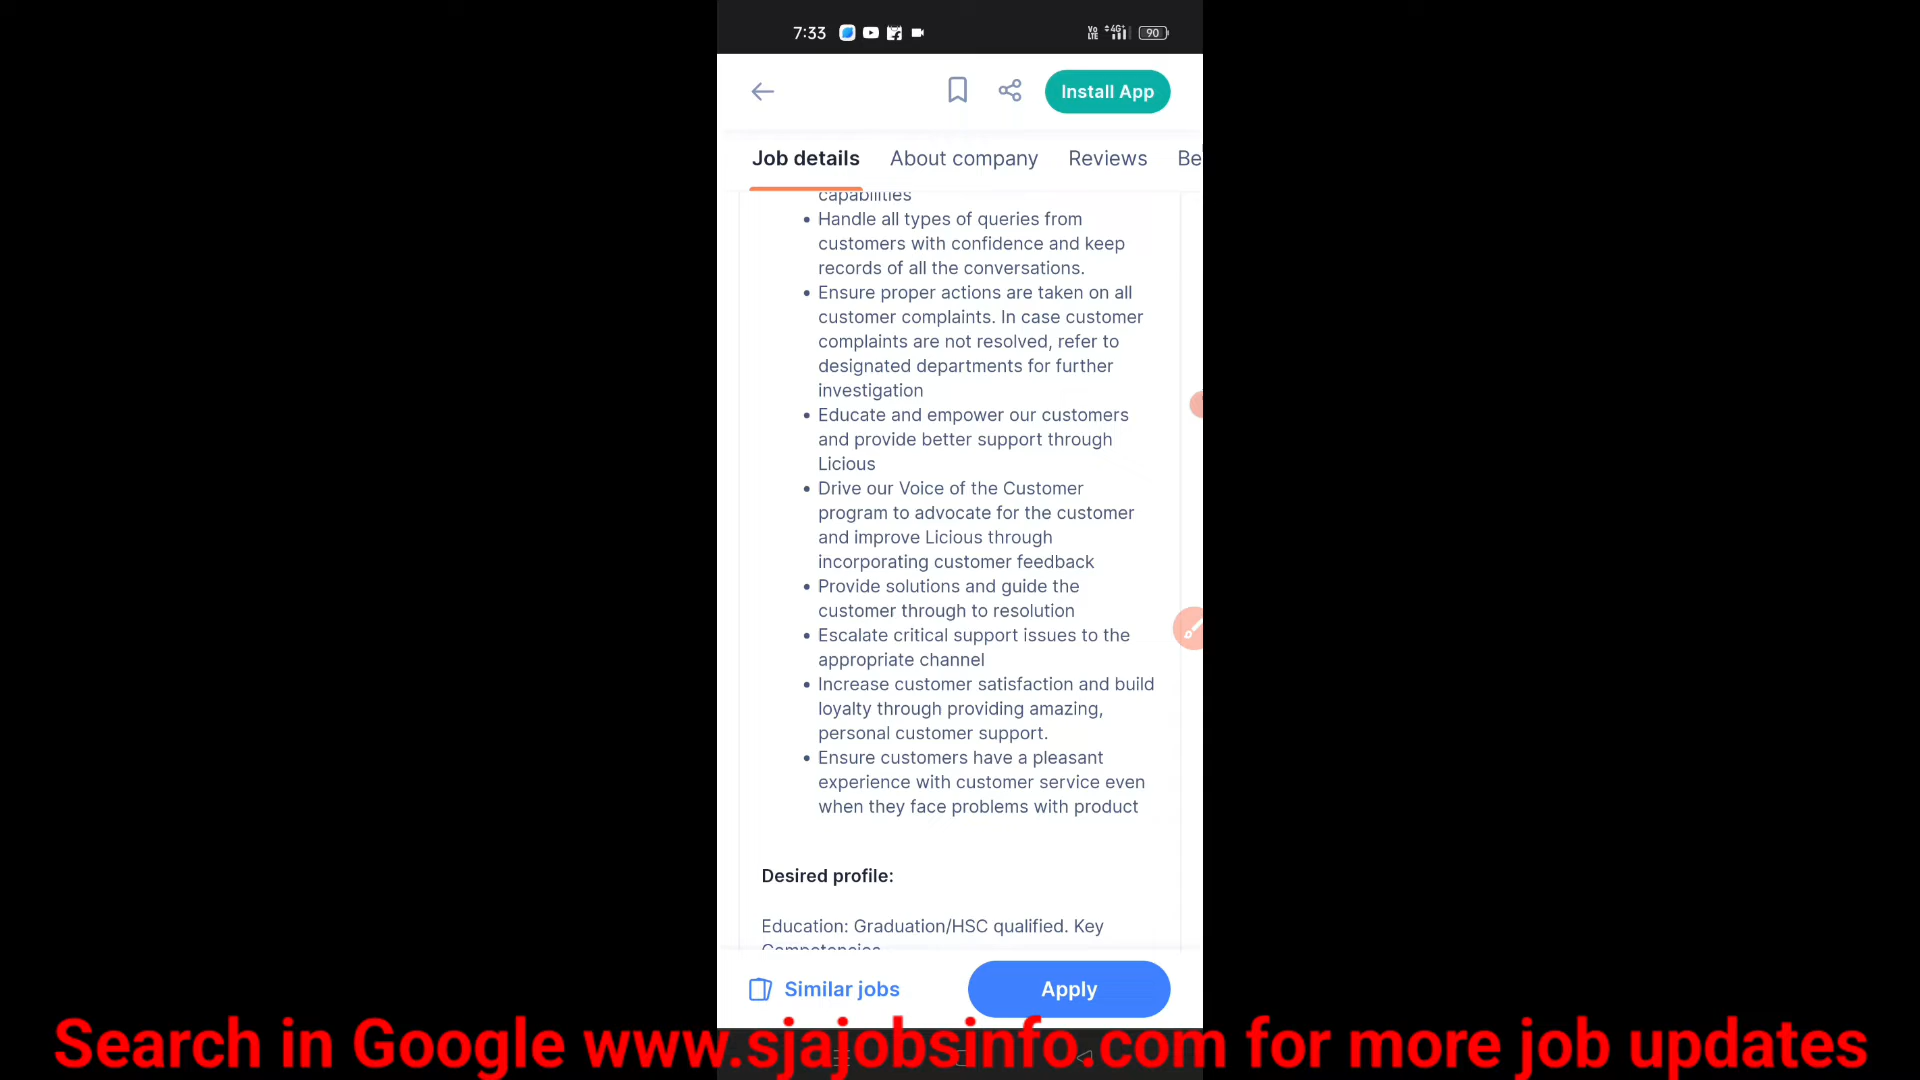 7:33
Vo LTE 4G+ 90
Install App
Job details About company Reviews Be
capabilities
• Handle all types of queries from
customers with confidence and keep
records of all the conversations.
• Ensure proper actions are taken on all
customer complaints. In case customer
complaints are not resolved, refer to
designated departments for further
investigation
• Educate and empower our customers
and provide better support through
Licious
• Drive our Voice of the Customer
program to advocate for the customer
and improve Licious through
incorporating customer feedback
• Provide solutions and guide the
customer through to resolution
• Escalate critical support issues to the
appropriate channel
• Increase customer satisfaction and build
loyalty through providing amazing,
personal customer support.
• Ensure customers have a pleasant
experience with customer service even
when they face problems with product
Desired profile:
Education: Graduation/HSC qualified. Key
Competencies
Similar jobs Apply
Search in Google www.sjajobsinfo.com for more job updates